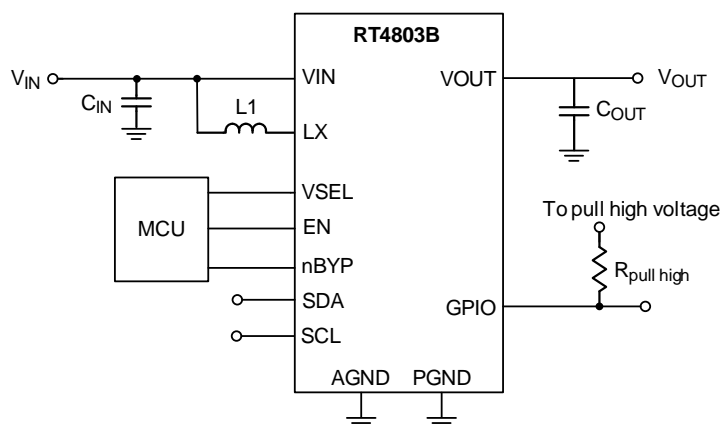 RT4803B
VIN
VIN
CIN
L1
LX
VOUT
VOUT
COUT
MCU
VSEL
EN
nBYP
SDA
SCL
To pull high voltage
Rpull high
GPIO
AGND
PGND